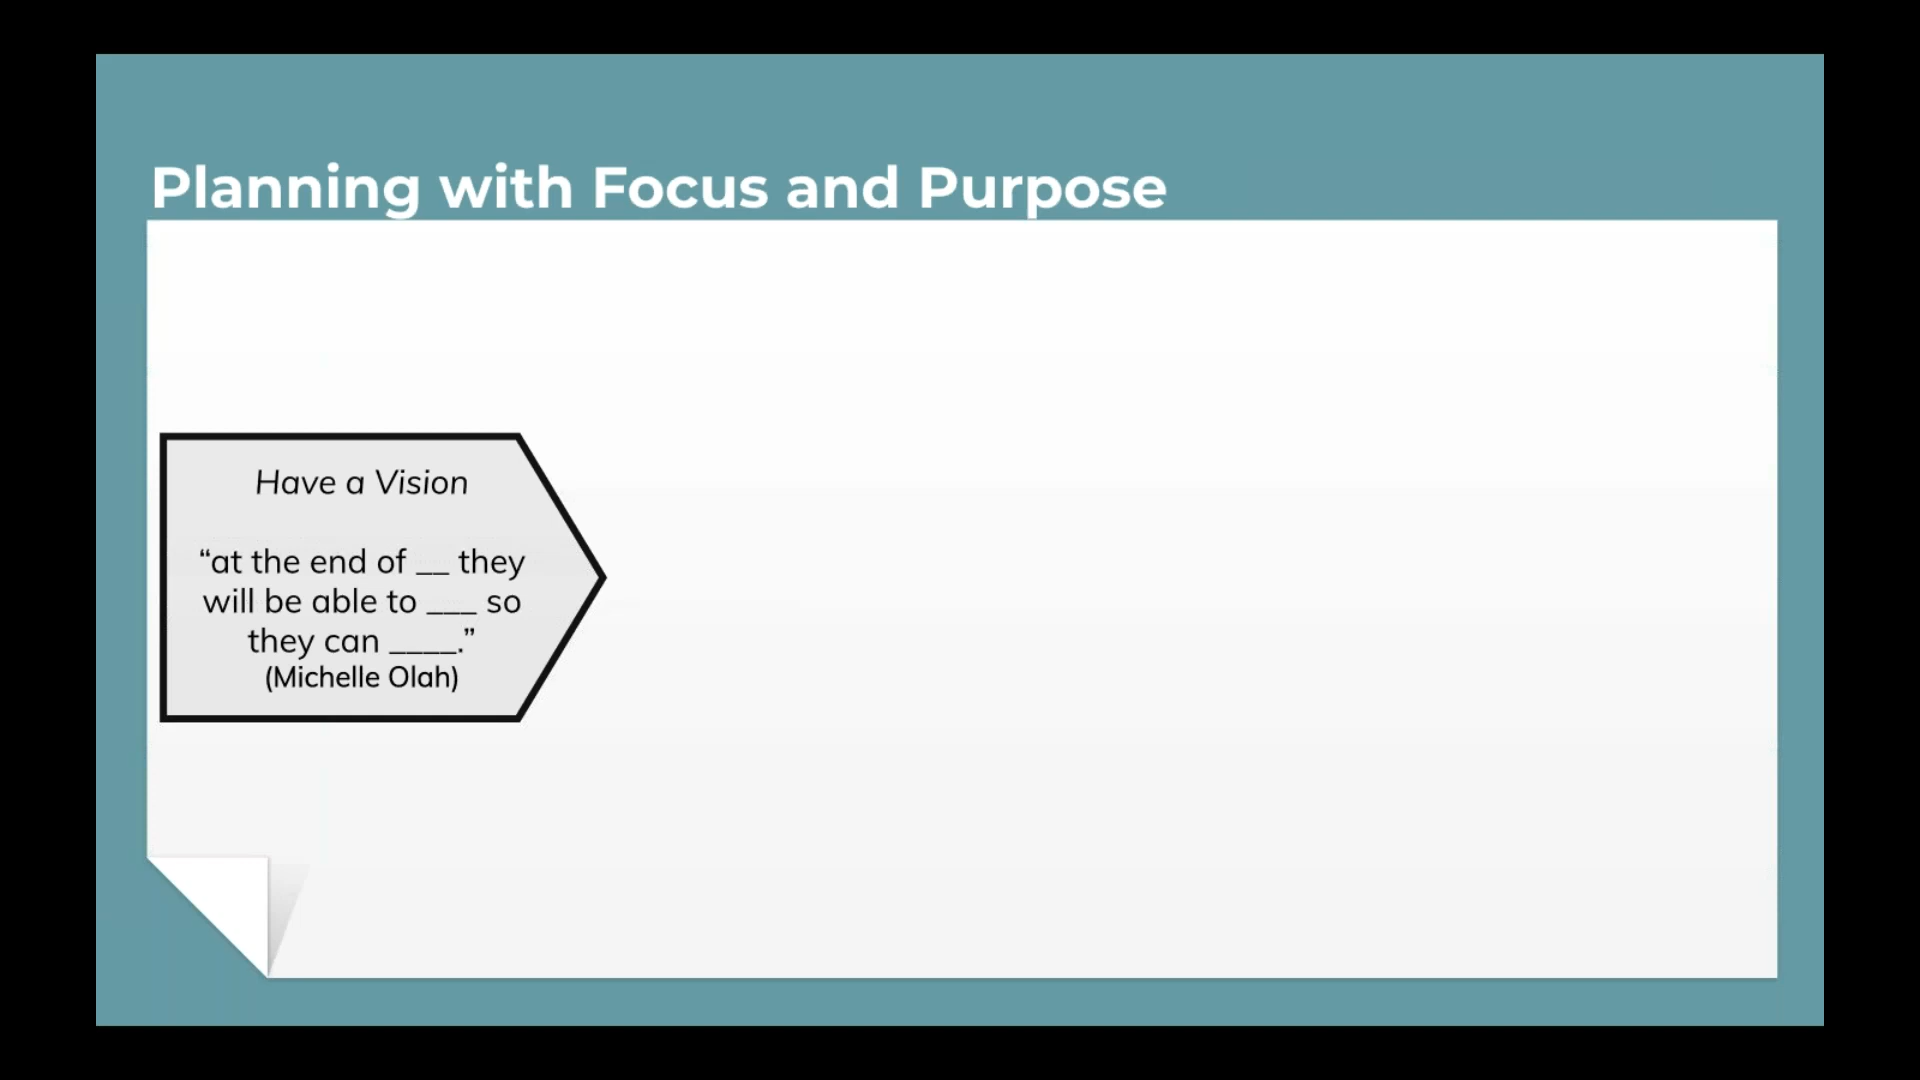 Planning with Focus and Purpose
Have a Vision
“at the end of __ they
will be able to ___ so
they can ____.”
(Michelle Olah)